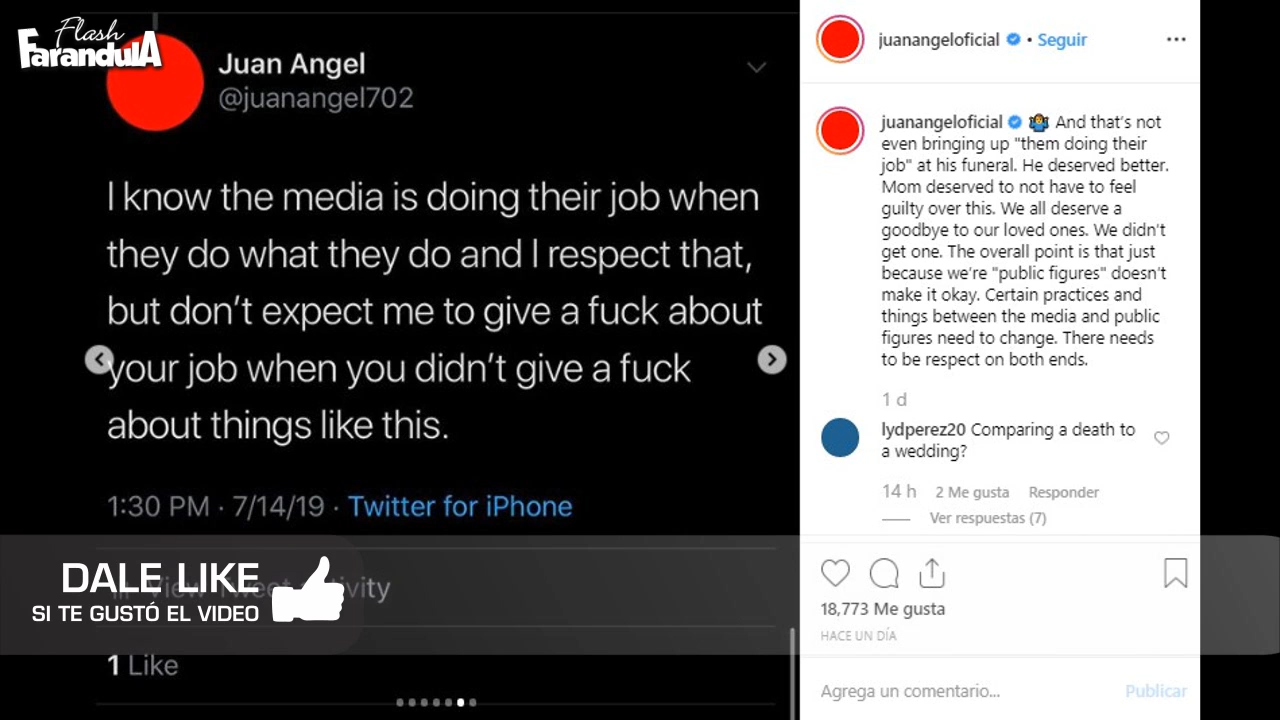 Flash
FarandulA
Juan Angel
@juanangel702
I know the media is doing their job when
they do what they do and I respect that,
but don't expect me to give a fuck about
your job when you didn't give a fuck
about things like this.
1:30 PM · 7/14/19 · Twitter for iPhone
View Tweet activity
1 Like
DALE LIKE
SI TE GUSTÓ EL VIDEO
juanangeloficial • Seguir
juanangeloficial 🤷 And that's not
even bringing up "them doing their
job" at his funeral. He deserved better.
Mom deserved to not have to feel
guilty over this. We all deserve a
goodbye to our loved ones. We didn't
get one. The overall point is that just
because we're "public figures" doesn't
make it okay. Certain practices and
things between the media and public
figures need to change. There needs
to be respect on both ends.
1 d
lydperez20 Comparing a death to
a wedding?
14 h 2 Me gusta Responder
Ver respuestas (7)
18,773 Me gusta
HACE UN DÍA
Agrega un comentario... Publicar